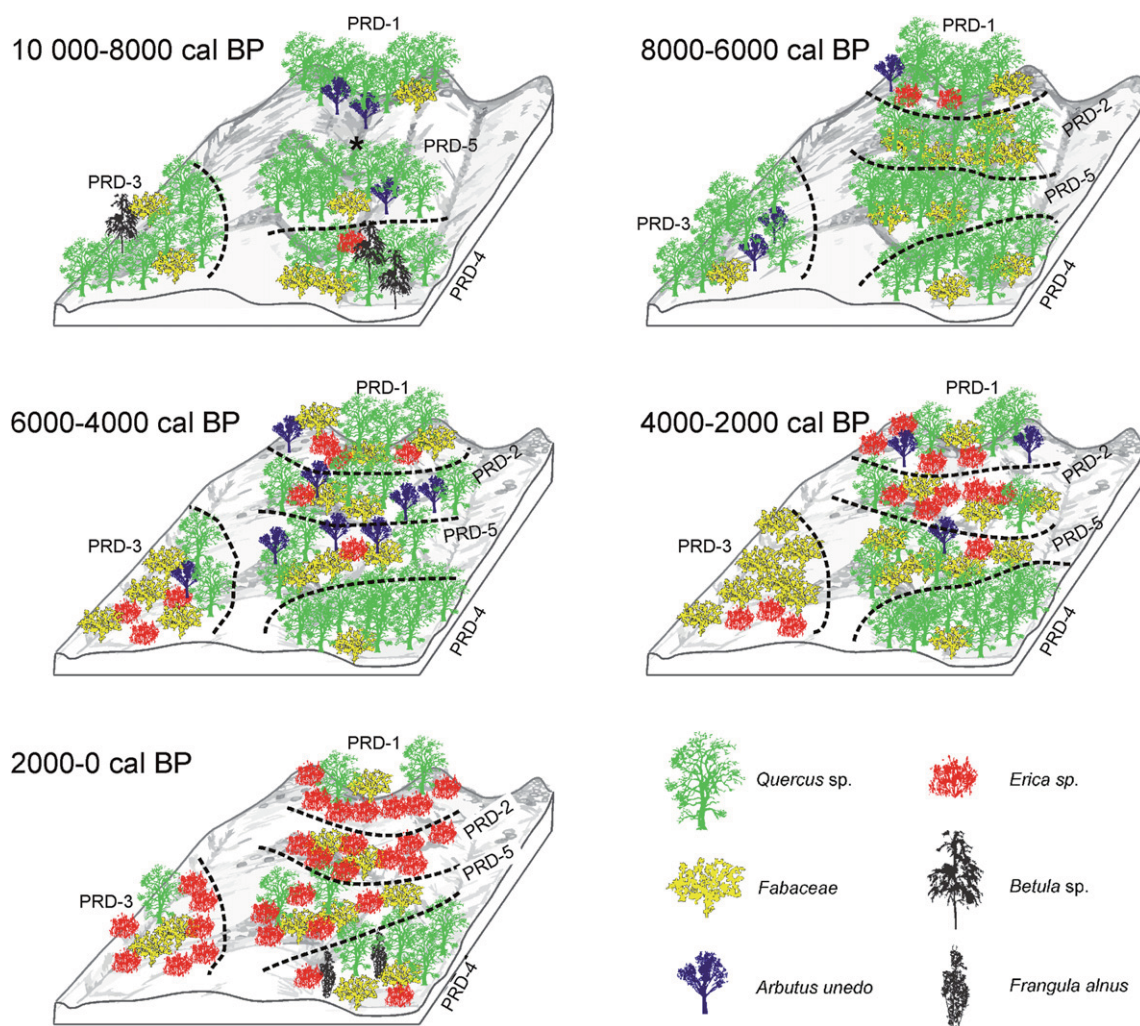 10 000-8000 cal BP
PRD-1
*
PRD-5
PRD-3
PRD-4
8000-6000 cal BP
PRD-1
PRD-2
PRD-5
PRD-3
PRD-4
6000-4000 cal BP
PRD-1
PRD-2
PRD-5
PRD-3
PRD-4
4000-2000 cal BP
PRD-1
PRD-2
PRD-5
PRD-3
PRD-4
2000-0 cal BP
PRD-1
PRD-2
PRD-5
PRD-3
PRD-4
Quercus sp.
Erica sp.
Fabaceae
Betula sp.
Arbutus unedo
Frangula alnus